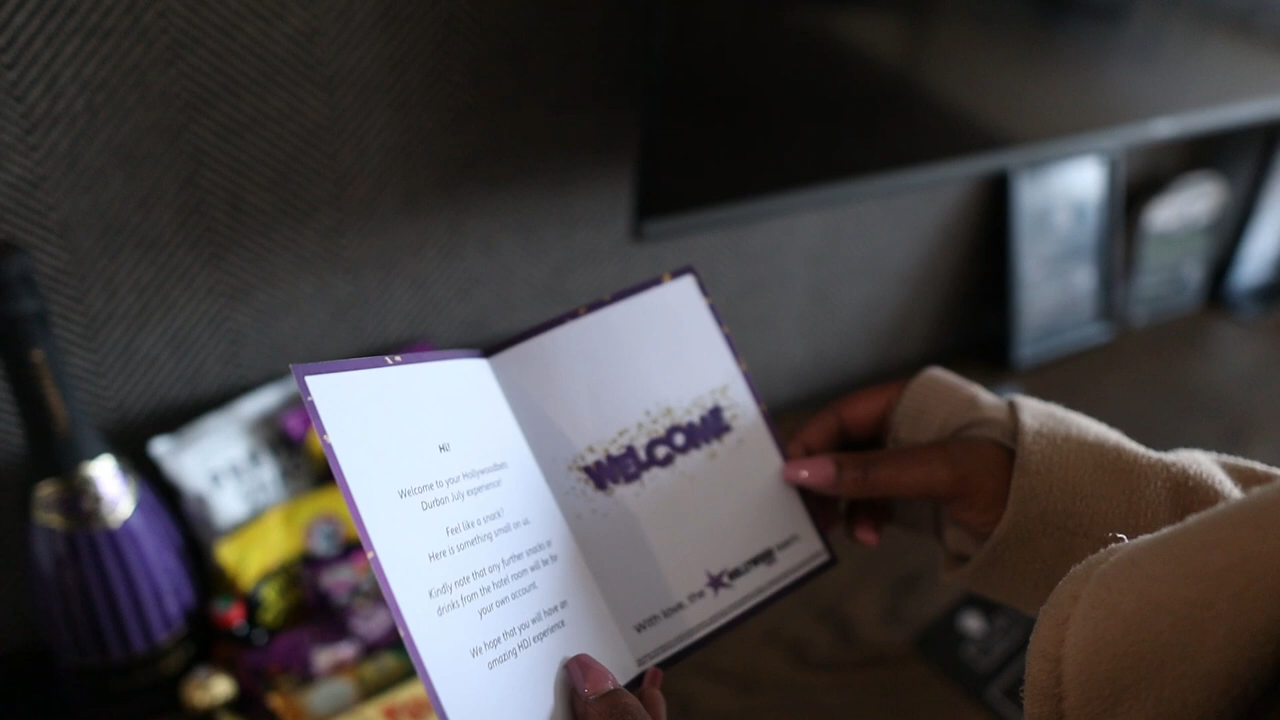 Hi!
Welcome to your Hollywoodbets
Durban July experience!
Feel like a snack?
Here is something small on us.
Kindly note that any further snacks or
drinks from the hotel room will be for
your own account.
We hope that you will have an
amazing HDJ experience
WELCOME
With love, the HOLLYWOOD team!